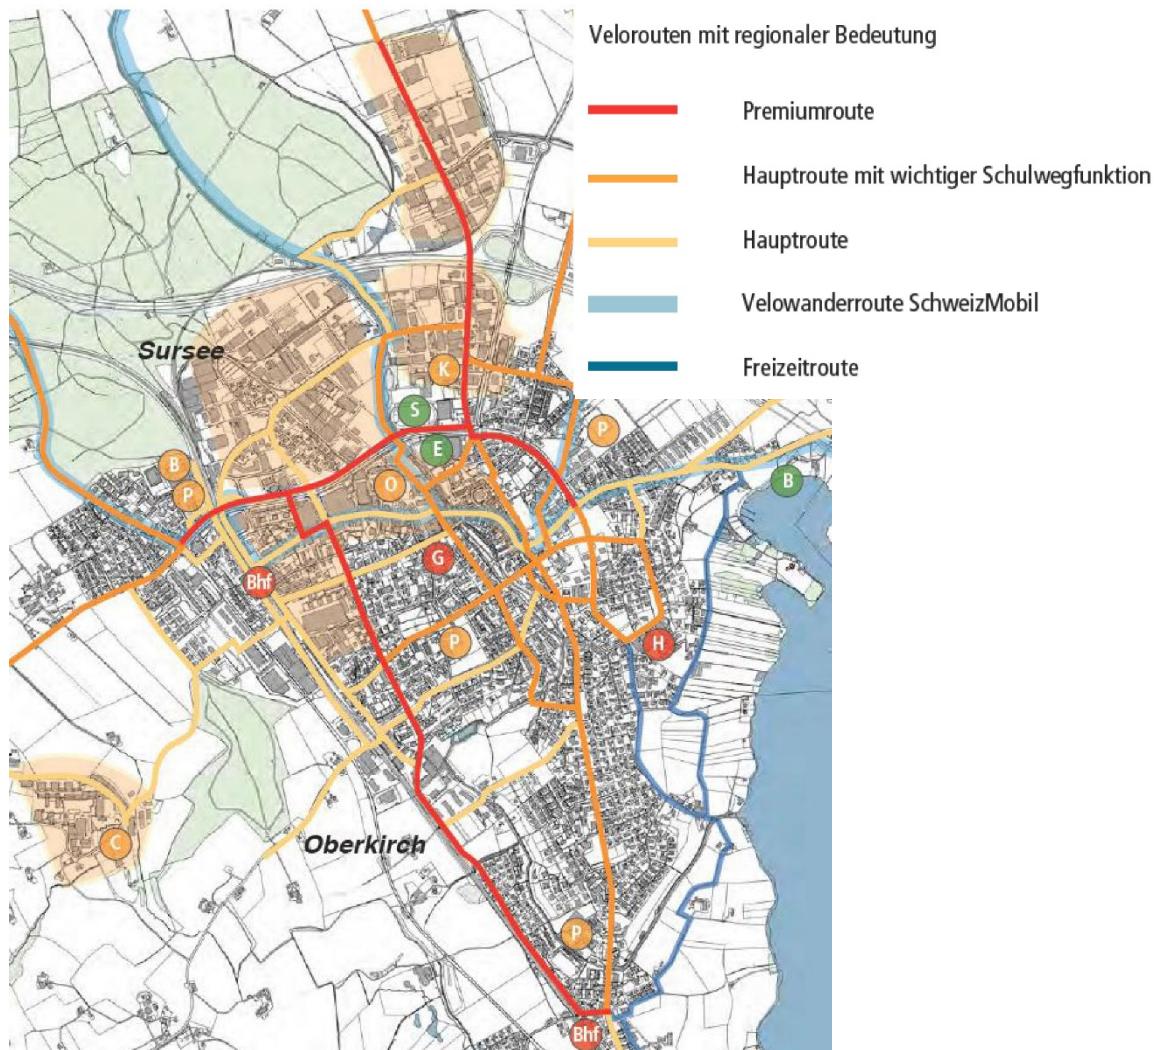 Velorouten mit regionaler Bedeutung
Premiumroute
Hauptroute mit wichtiger Schulwegfunktion
Hauptroute
Velowanderroute SchweizMobil
Freizeitroute
Sursee
K
S
E
P
B
P
O
B
G
Bhf
P
H
Oberkirch
C
P
Bhf